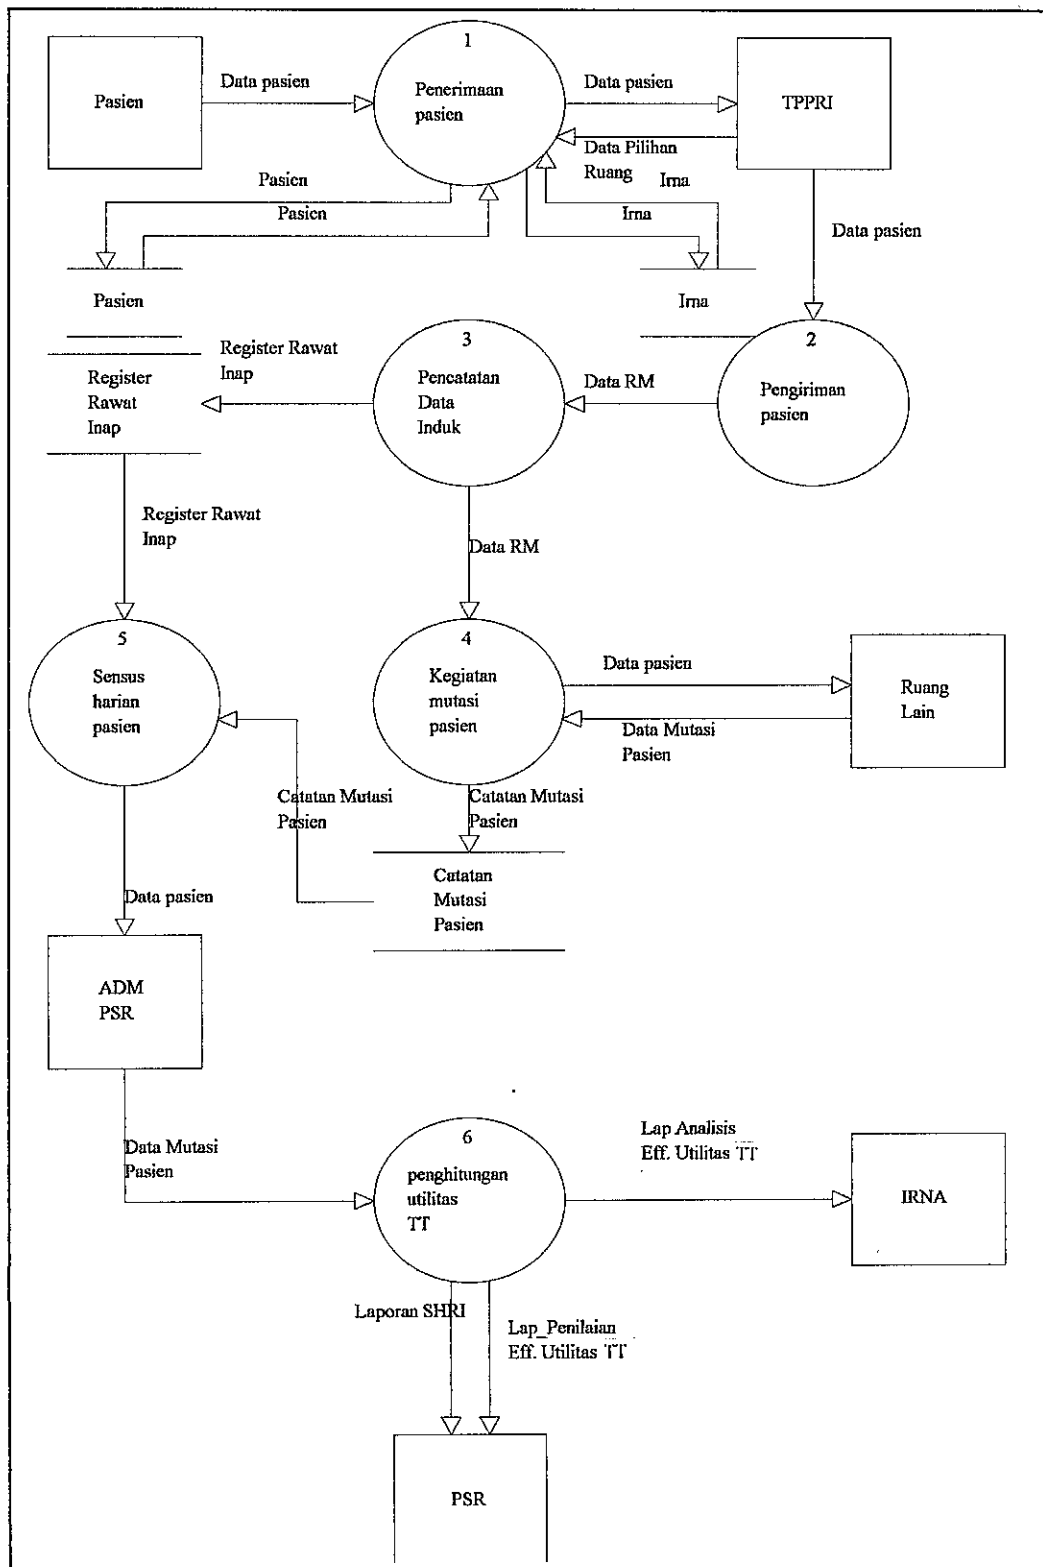 1
Pasien
Data pasien
Penerimaan
pasien
Data pasien
TPPRI
Data Pilihan
Ruang
Irna
Irna
Pasien
Pasien
Data pasien
Pasien
Irna
Register
Rawat
Inap
Register Rawat
Inap
3
Pencatatan
Data
Induk
Data RM
2
Pengiriman
pasien
Register Rawat
Inap
Data RM
5
Sensus
harian
pasien
4
Kegiatan
mutasi
pasien
Data pasien
Data Mutasi
Pasien
Ruang
Lain
Catatan Mutasi
Pasien
Catatan Mutasi
Pasien
Catatan
Mutasi
Pasien
Data pasien
ADM
PSR
Data Mutasi
Pasien
6
penghitungan
utilitas
TT
Lap Analisis
Eff. Utilitas TT
IRNA
Laporan SHRI
Lap_Penilaian
Eff. Utilitas TT
PSR